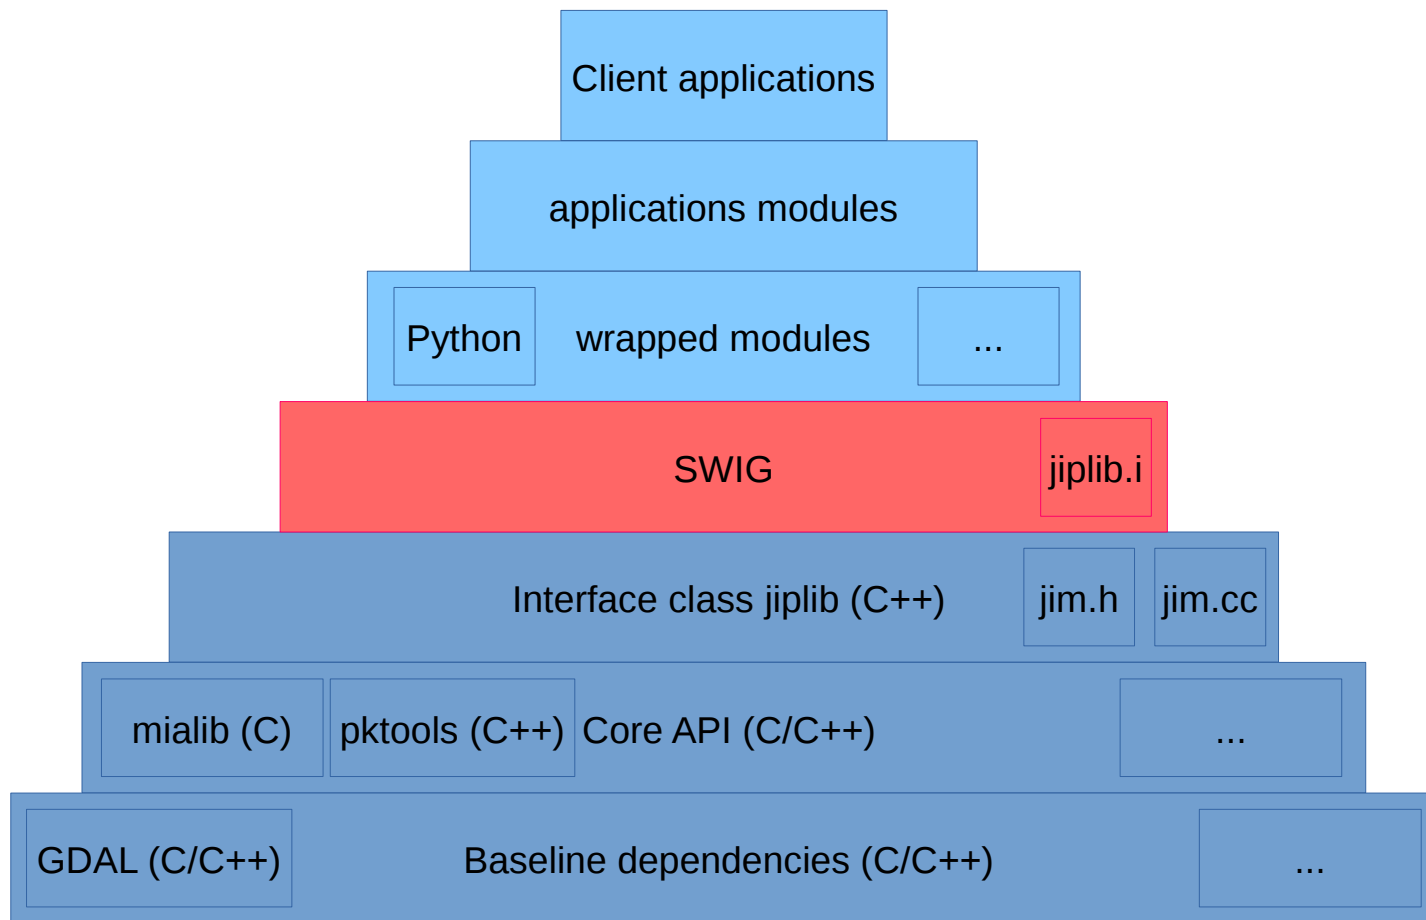 Client applications
applications modules
Python wrapped modules ...
SWIG jiplib.i
Interface class jiplib (C++) jim.h jim.cc
mialib (C) pktools (C++) Core API (C/C++) ...
GDAL (C/C++) Baseline dependencies (C/C++) ...